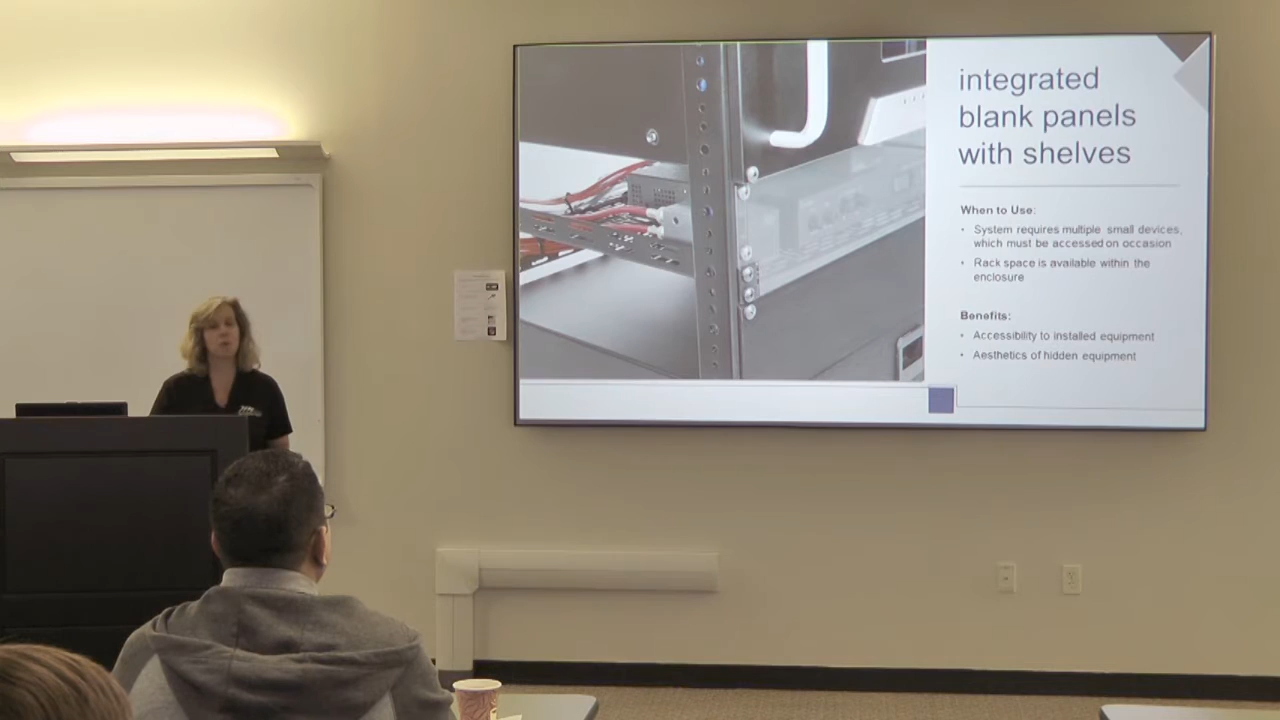 integrated
blank panels
with shelves
When to Use:
• System requires multiple small devices,
which must be accessed on occasion
• Rack space is available within the
enclosure
Benefits:
• Accessibility to installed equipment
• Aesthetics of hidden equipment